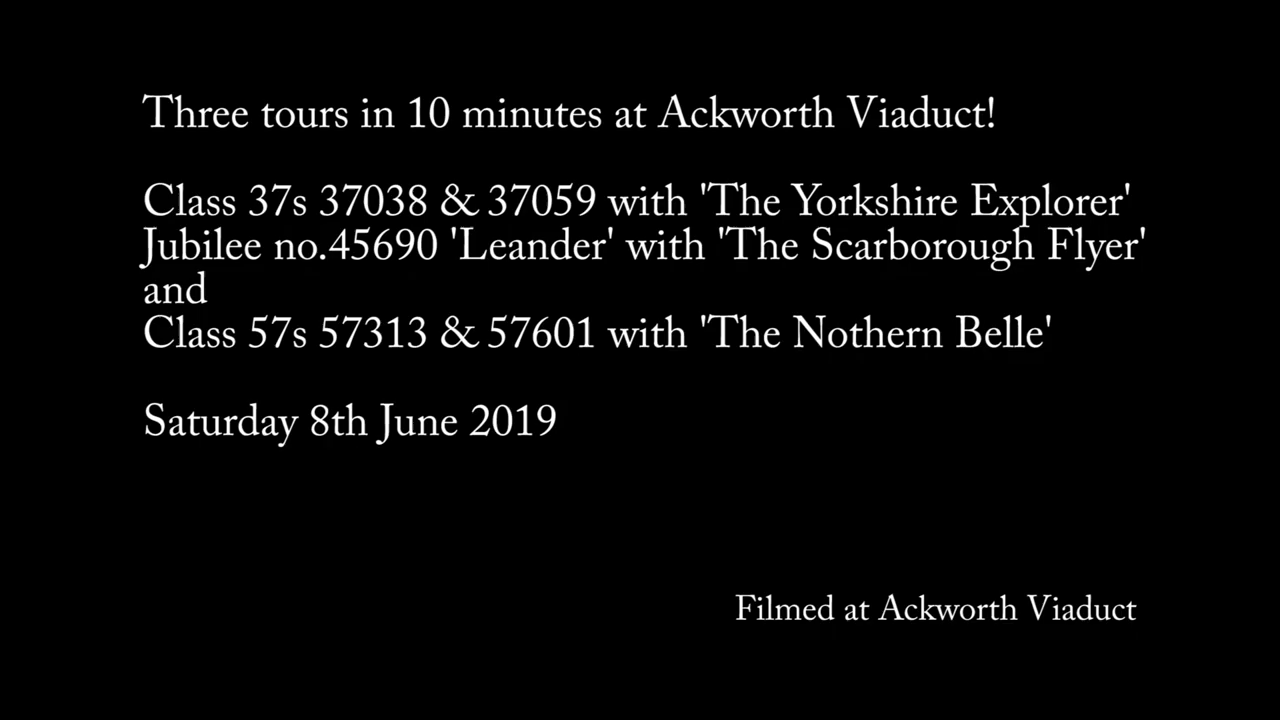 Three tours in 10 minutes at Ackworth Viaduct!
Class 37s 37038 & 37059 with 'The Yorkshire Explorer'
Jubilee no.45690 'Leander' with 'The Scarborough Flyer'
and
Class 57s 57313 & 57601 with 'The Nothern Belle'
Saturday 8th June 2019
Filmed at Ackworth Viaduct